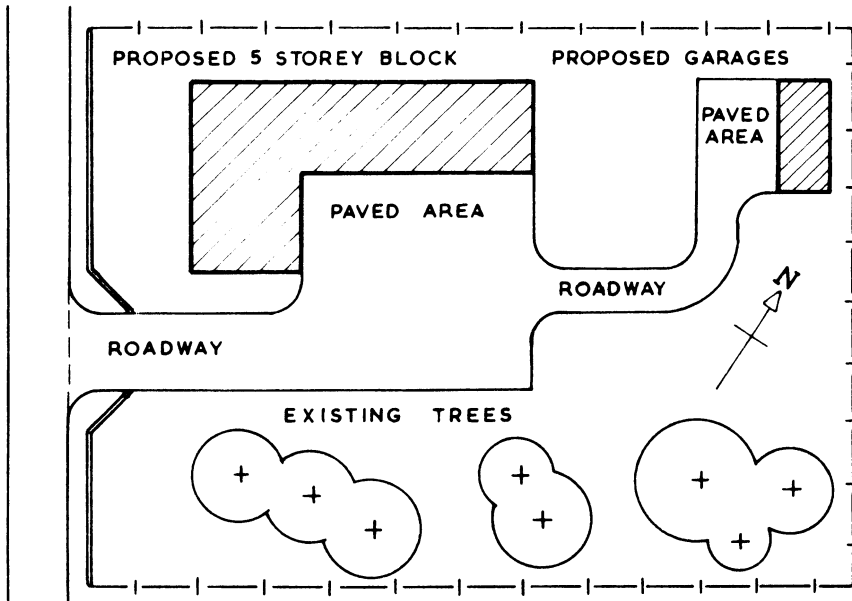 PROPOSED 5 STOREY BLOCK
PROPOSED GARAGES
PAVED
AREA
PAVED AREA
ROADWAY
N
ROADWAY
EXISTING TREES